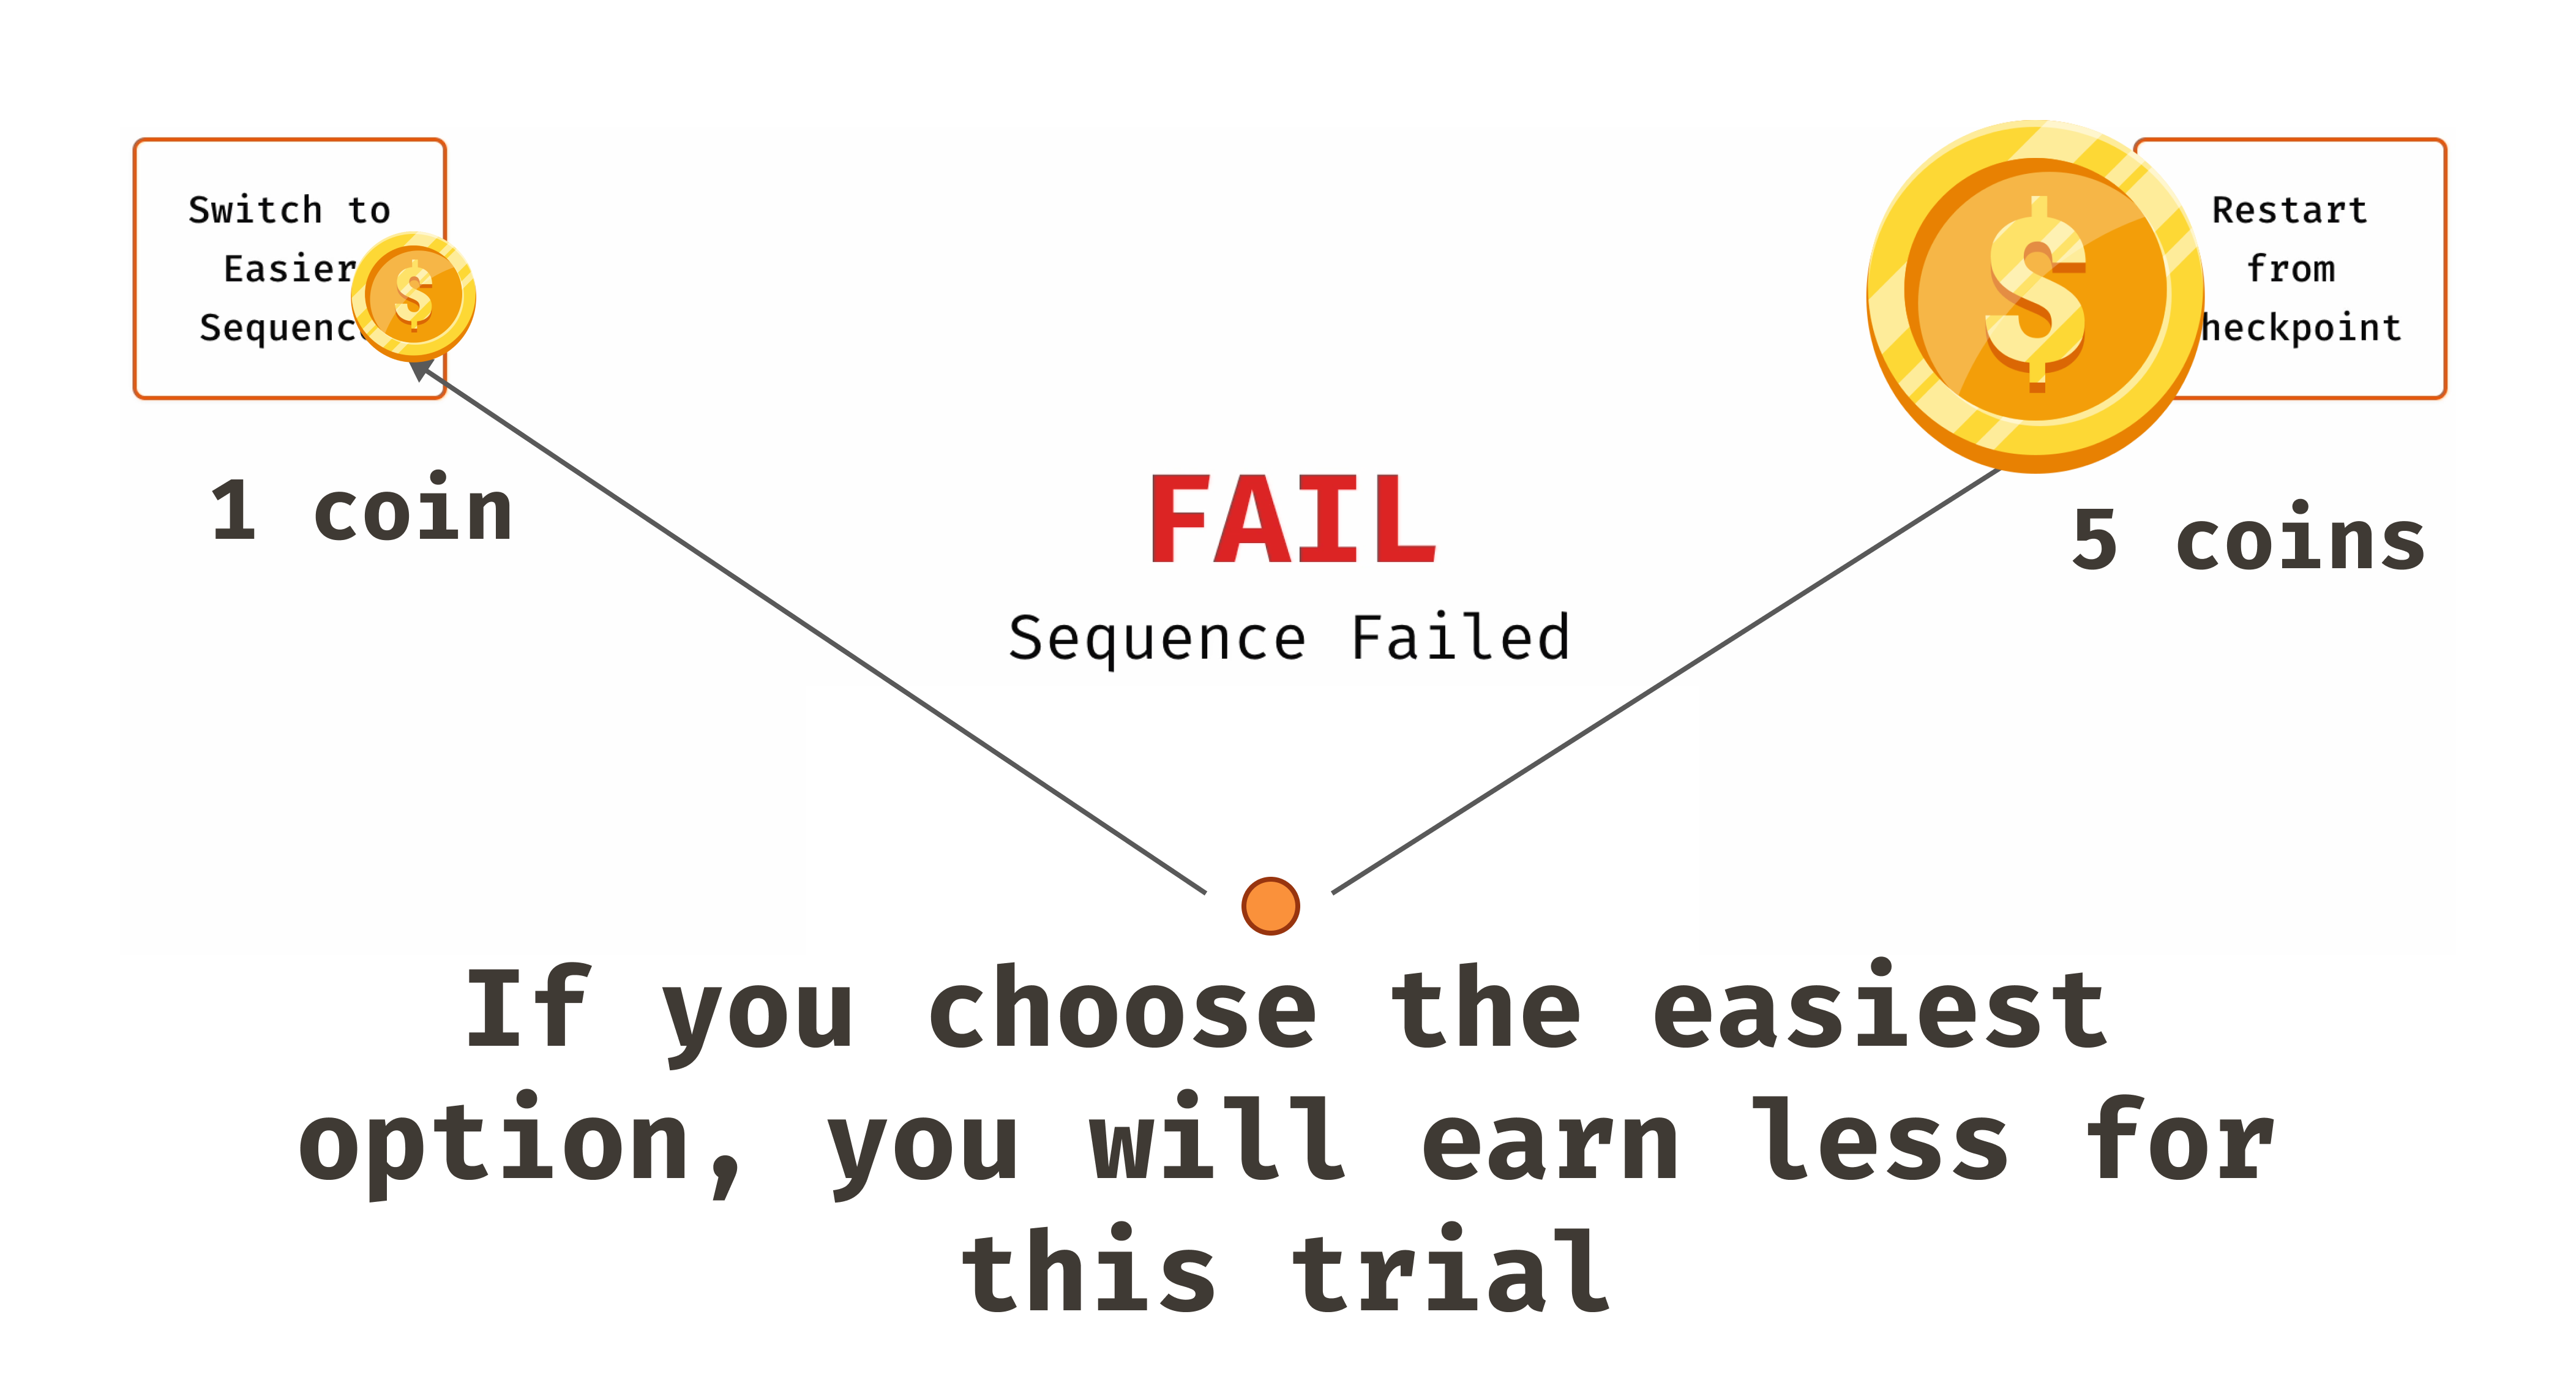 Switch to
Easier
Sequenc
1 coin
$
$
Restart
from
heckpoint
5 coins
FAIL
Sequence Failed
If you choose the easiest
option, you will earn less for
this trial